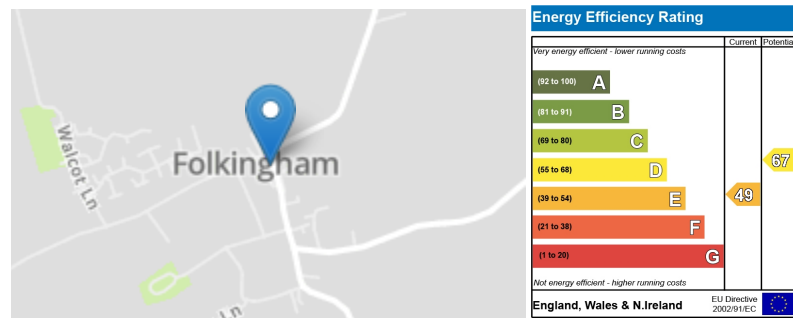 Walcot Ln
Folkingham
Ln
Energy Efficiency Rating
Current Potentia
Very energy efficient - lower running costs
(92 to 100) A
(81 to 91) B
(69 to 80) C
(55 to 68) D
67
(39 to 54) E
49
(21 to 38) F
(1 to 20) G
Not energy efficient - higher running costs
England, Wales & N.Ireland
EU Directive
2002/91/EC